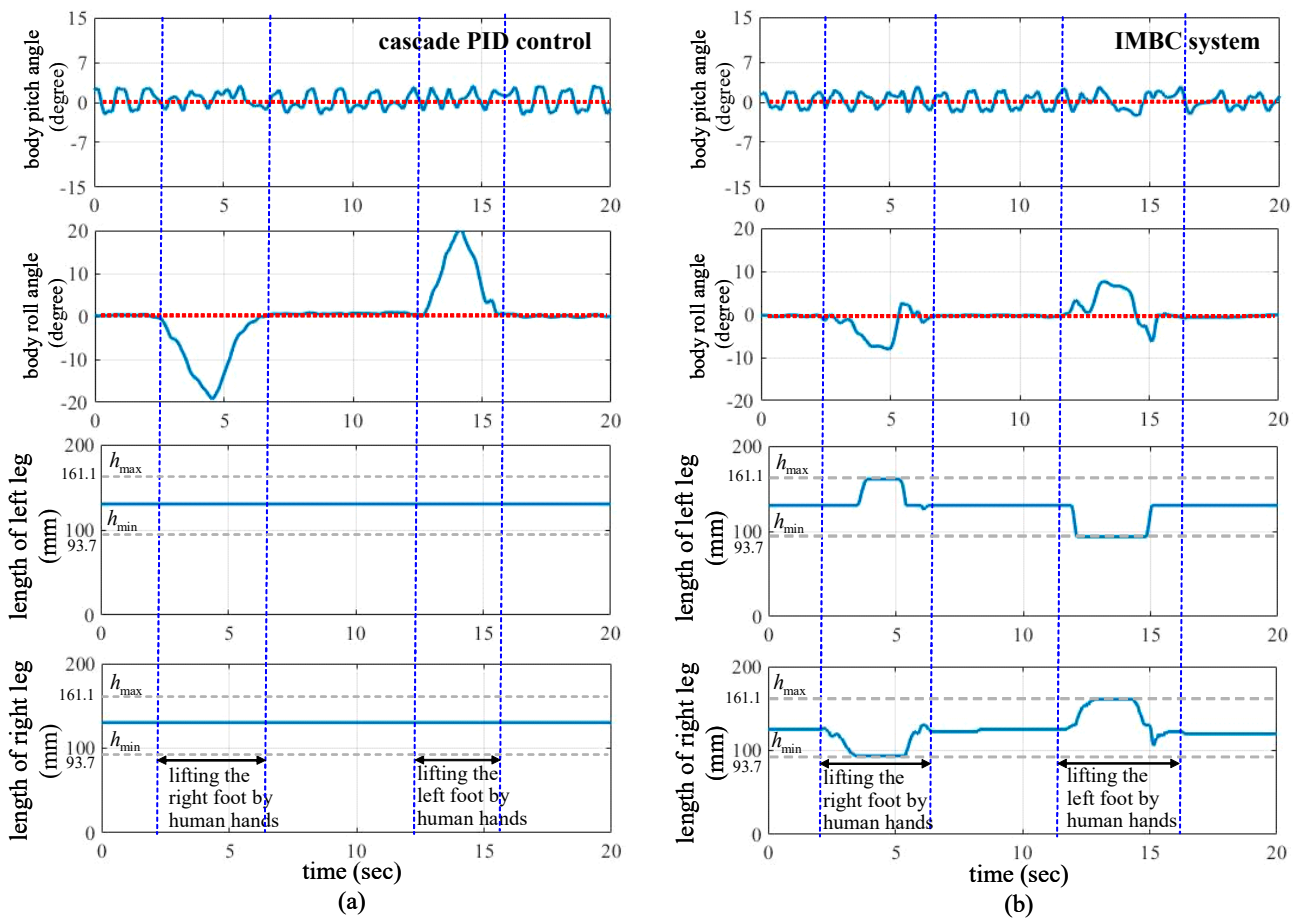 cascade PID control
body pitch angle
(degree)
15
7
0
-7
-15
0 5 10 15 20
body roll angle
(degree)
20
10
0
-10
-20
0 5 10 15 20
length of left leg
(mm)
200
hmax
161.1
100
hmin
93.7
0
0 5 10 15 20
length of right leg
(mm)
200
hmax
161.1
100
hmin
93.7
0
lifting the
right foot by
human hands
lifting the
left foot by
human hands
0 5 10 15 20
time (sec)
(a)
IMBC system
body pitch angle
(degree)
15
7
0
-7
-15
0 5 10 15 20
body roll angle
(degree)
20
10
0
-10
-20
0 5 10 15 20
length of left leg
(mm)
200
hmax
161.1
100
hmin
93.7
0
0 5 10 15 20
length of right leg
(mm)
200
hmax
161.1
100
hmin
93.7
0
lifting the
right foot by
human hands
lifting the
left foot by
human hands
0 5 10 15 20
time (sec)
(b)